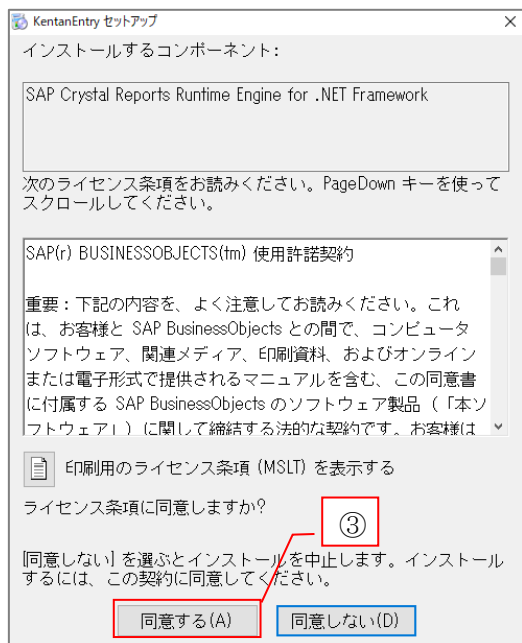 KentanEntry セットアップ
インストールするコンポーネント:
SAP Crystal Reports Runtime Engine for .NET Framework
次のライセンス条項をお読みください。PageDown キーを使って
スクロールしてください。
SAP(r) BUSINESSOBJECTS(tm) 使用許諾契約
重要：下記の内容を、よく注意してお読みください。これ
は、お客様と SAP BusinessObjects との間で、コンピュータ
ソフトウェア、関連メディア、印刷資料、およびオンライン
または電子形式で提供されるマニュアルを含む、この同意書
に付属する SAP BusinessObjects のソフトウェア製品（「本ソ
フトウェア」）に関して締結する法的な契約です。お客様は
印刷用のライセンス条項 (MSLT) を表示する
ライセンス条項に同意しますか?
③
[同意しない] を選ぶとインストールを中止します。インストール
するには、この契約に同意してください。
同意する(A)
同意しない(D)